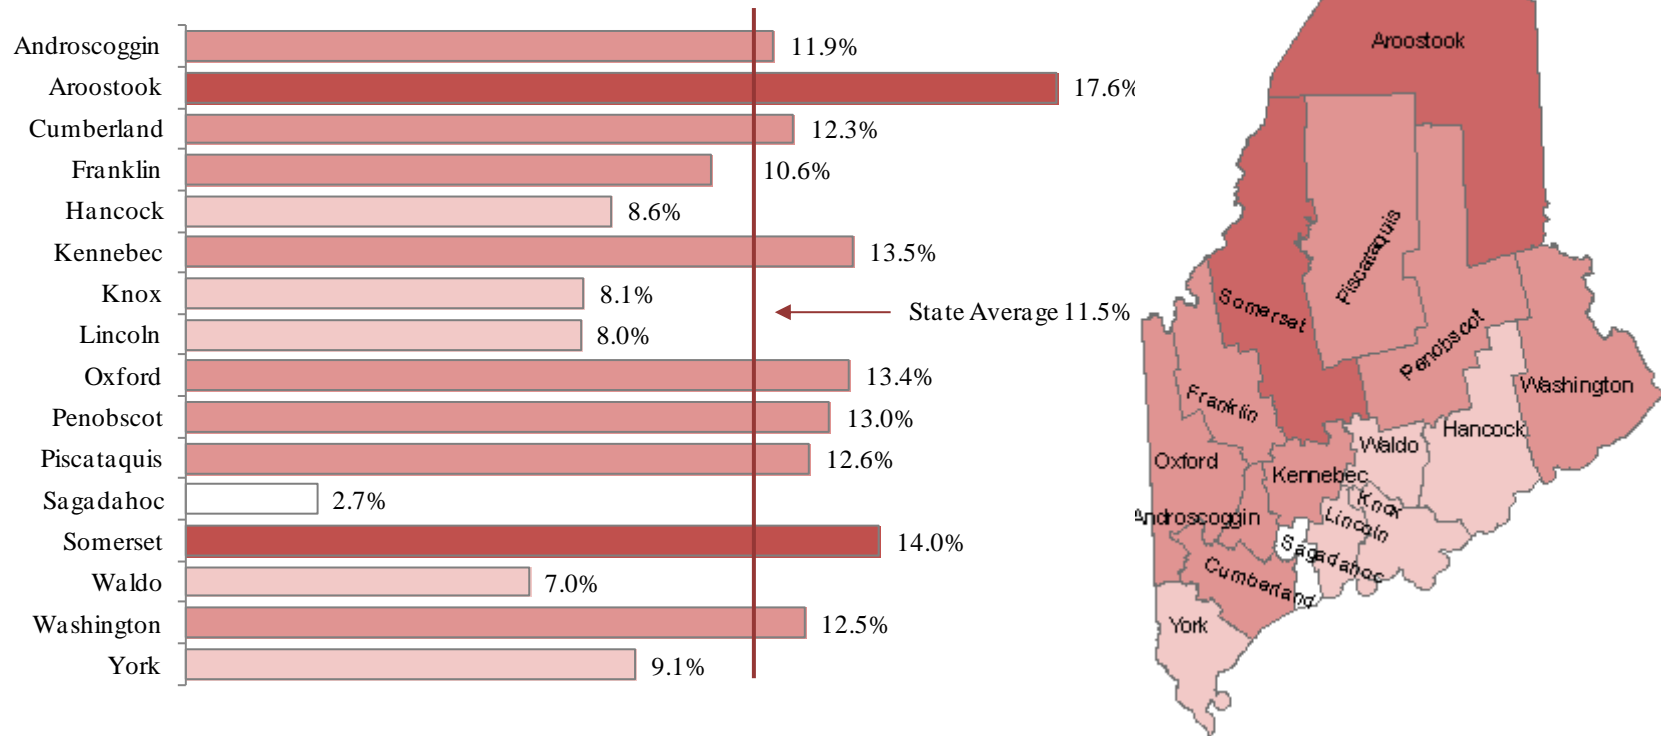 Androscoggin 11.9%
Aroostook 17.6%
Cumberland 12.3%
Franklin 10.6%
Hancock 8.6%
Kennebec 13.5%
Knox 8.1%
State Average 11.5%
Lincoln 8.0%
Oxford 13.4%
Penobscot 13.0%
Piscataquis 12.6%
Sagadahoc 2.7%
Somerset 14.0%
Waldo 7.0%
Washington 12.5%
York 9.1%
Aroostook
Piscataquis
Somerset
Penobscot
Washington
Franklin
Hancock
Waldo
Oxford
Kennebec
Knox
Androscoggin
Lincoln
Sagadahoc
Cumberland
York